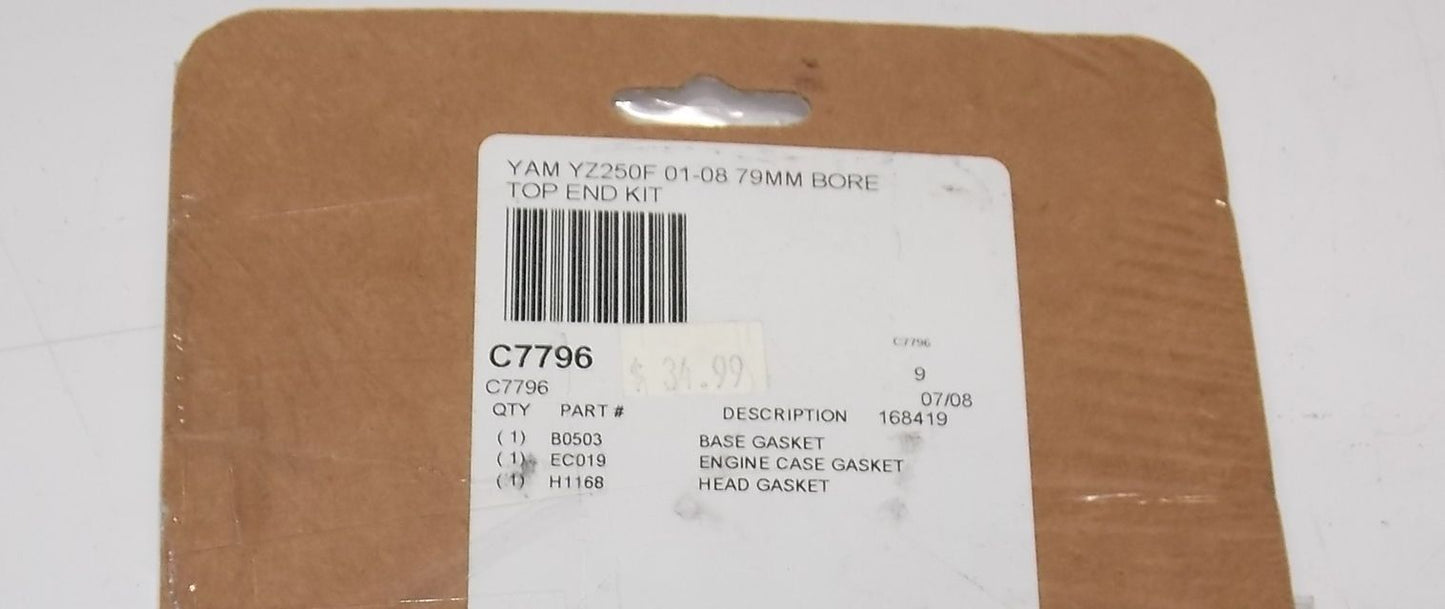 YAM YZ250F 01-08 79MM BORE
TOP END KIT
C7796
$ 34.99
C7796
9
C7796
07/08
QTY PART # DESCRIPTION 168419
(1) B0503 BASE GASKET
(1) EC019 ENGINE CASE GASKET
(1) H1168 HEAD GASKET